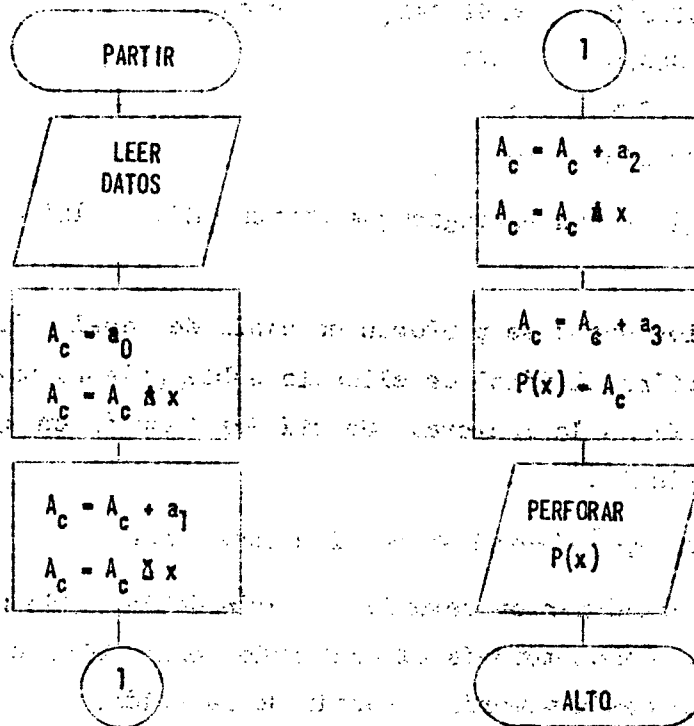 PARTIR
LEER
DATOS
A_c = a_0
A_c = A_c * x
A_c = A_c + a_1
A_c = A_c * x
1
1
A_c = A_c + a_2
A_c = A_c * x
A_c = A_c + a_3
P(x) = A_c
PERFORAR
P(x)
ALTO